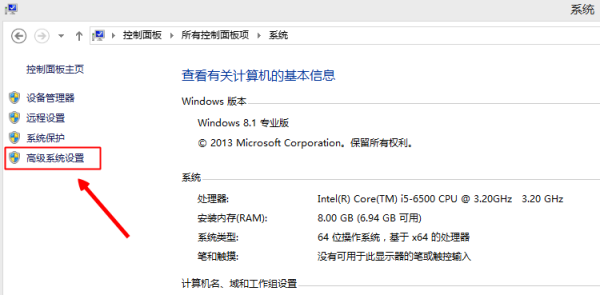 系统
控制面板 ▸ 所有控制面板项 ▸ 系统
控制面板主页
设备管理器
远程设置
系统保护
高级系统设置
查看有关计算机的基本信息
Windows 版本
Windows 8.1 专业版
© 2013 Microsoft Corporation。保留所有权利。
系统
处理器: Intel(R) Core(TM) i5-6500 CPU @ 3.20GHz 3.20 GHz
安装内存(RAM): 8.00 GB (6.94 GB 可用)
系统类型: 64 位操作系统，基于 x64 的处理器
笔和触摸: 没有可用于此显示器的笔或触控输入
计算机名、域和工作组设置